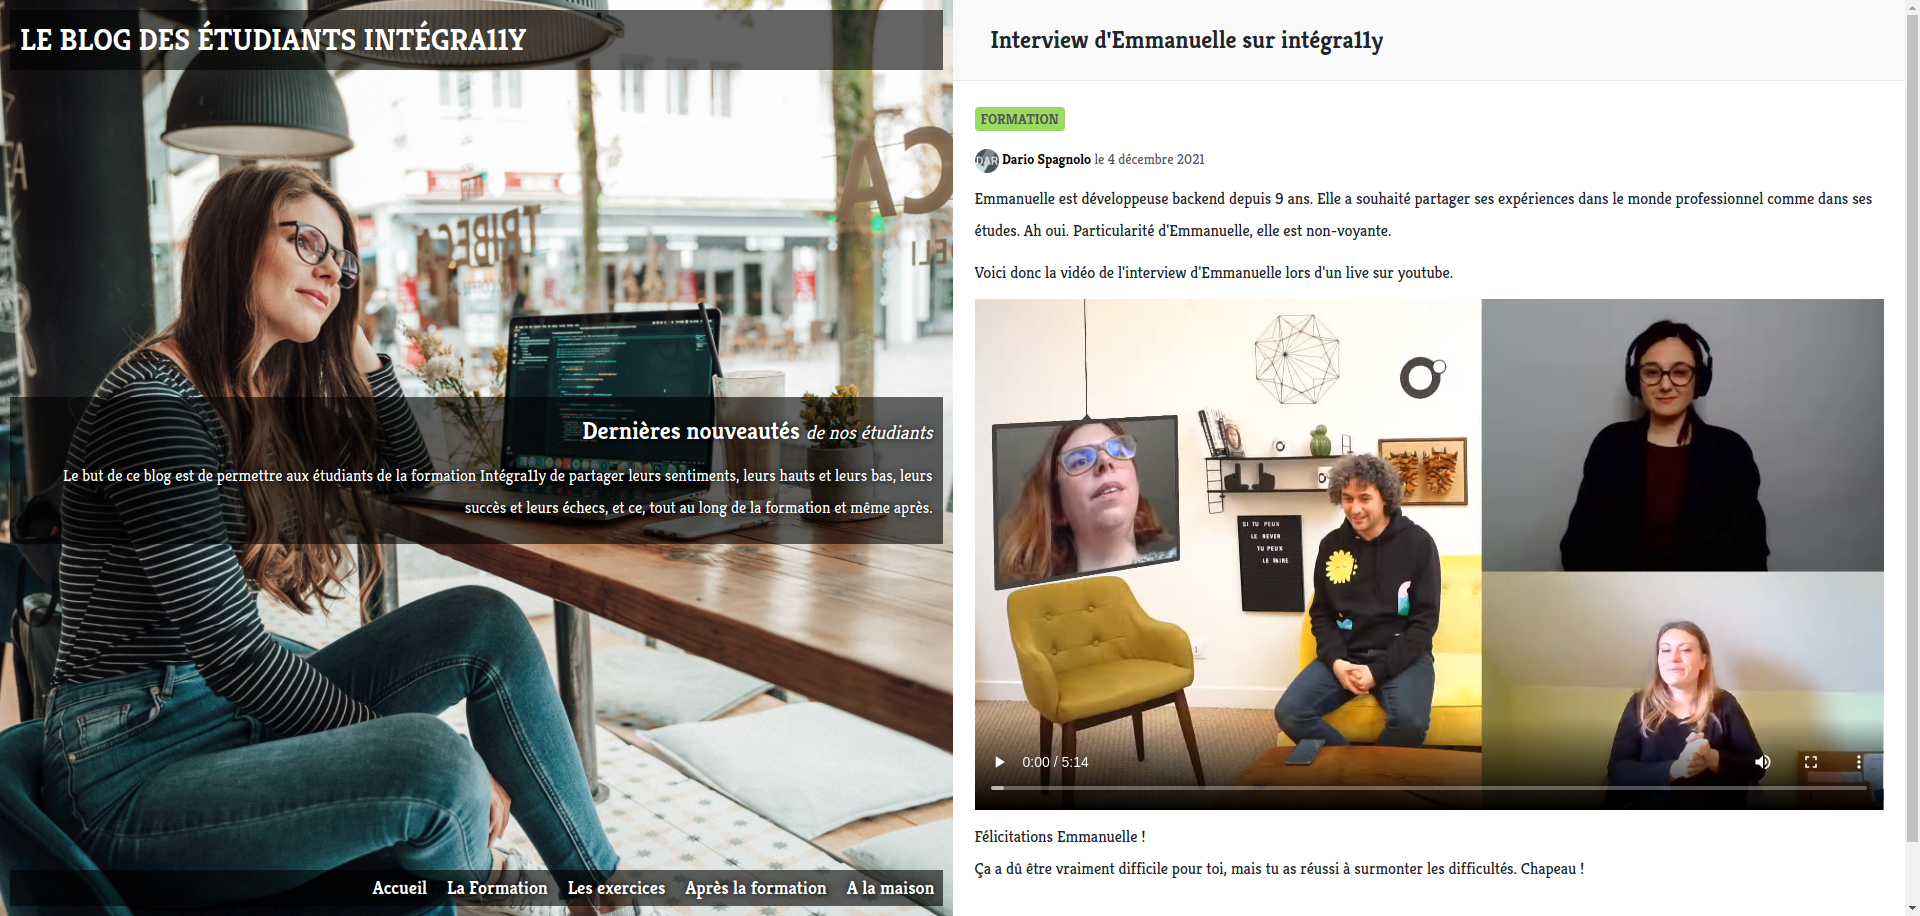 LE BLOG DES ÉTUDIANTS INTÉGRA11Y
TRIBECA
CA
DELI
Dernières nouveautés de nos étudiants
Le but de ce blog est de permettre aux étudiants de la formation Intégra11y de partager leurs sentiments, leurs hauts et leurs bas, leurs
succès et leurs échecs, et ce, tout au long de la formation et même après.
Accueil La Formation Les exercices Après la formation A la maison
Interview d'Emmanuelle sur intégra11y
FORMATION
DAR
Dario Spagnolo le 4 décembre 2021
Emmanuelle est développeuse backend depuis 9 ans. Elle a souhaité partager ses expériences dans le monde professionnel comme dans ses
études. Ah oui. Particularité d'Emmanuelle, elle est non-voyante.
Voici donc la vidéo de l'interview d'Emmanuelle lors d'un live sur youtube.
SI TU PEUX
LE REVER
TU PEUX
LE FAIRE
0:00 / 5:14
Félicitations Emmanuelle !
Ça a dû être vraiment difficile pour toi, mais tu as réussi à surmonter les difficultés. Chapeau !